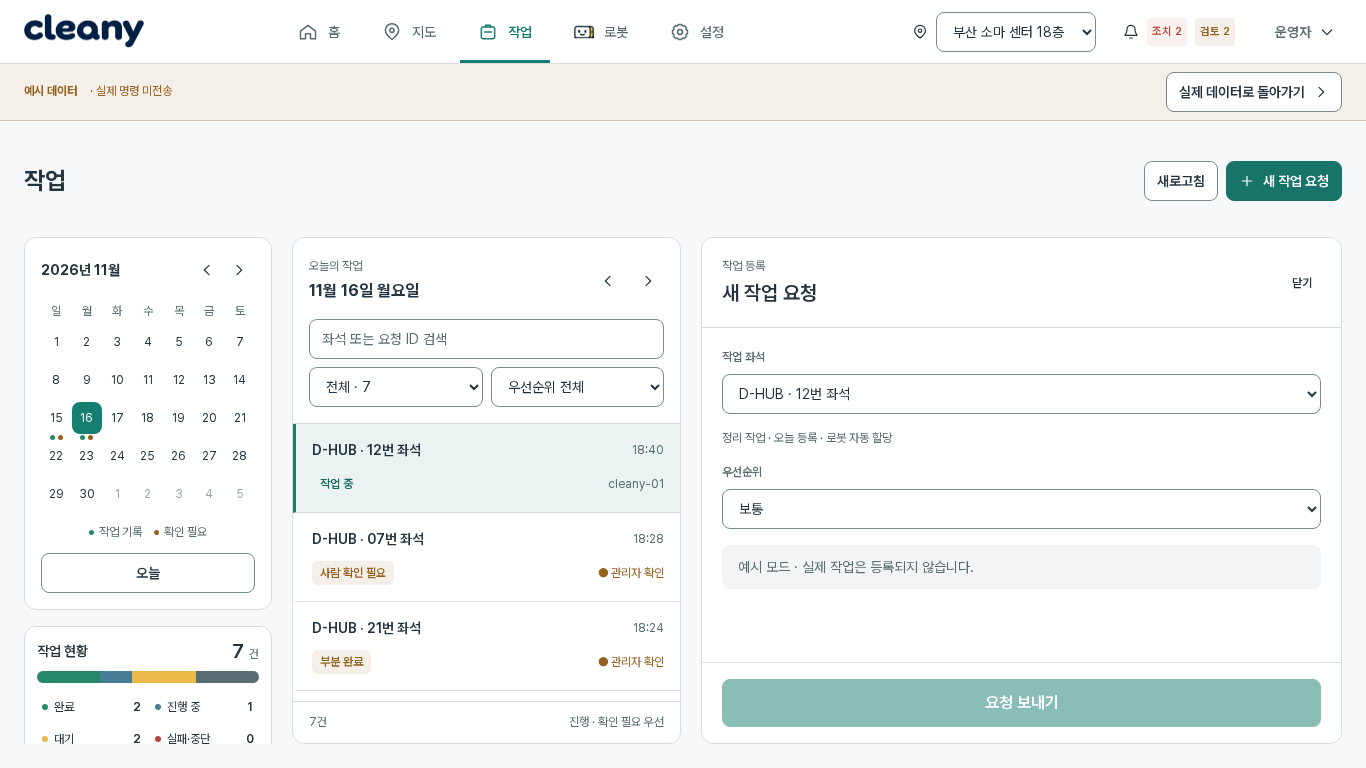 cleany
홈
지도
작업
로봇
설정
부산 소마 센터 18층
조치 2
검토 2
운영자
예시 데이터 · 실제 명령 미전송
실제 데이터로 돌아가기
작업
새로고침
새 작업 요청
2026년 11월
일 월 화 수 목 금 토
1 2 3 4 5 6 7
8 9 10 11 12 13 14
15 16 17 18 19 20 21
22 23 24 25 26 27 28
29 30 1 2 3 4 5
작업 기록 확인 필요
오늘
작업 현황 7 건
완료 2 진행 중 1
대기 2 실패·중단 0
오늘의 작업
11월 16일 월요일
좌석 또는 요청 ID 검색
전체 · 7
우선순위 전체
D-HUB · 12번 좌석 18:40
작업 중 cleany-01
D-HUB · 07번 좌석 18:28
사람 확인 필요 관리자 확인
D-HUB · 21번 좌석 18:24
부분 완료 관리자 확인
7건 진행 · 확인 필요 우선
작업 등록
새 작업 요청
닫기
작업 좌석
D-HUB · 12번 좌석
정리 작업 · 오늘 등록 · 로봇 자동 할당
우선순위
보통
예시 모드 · 실제 작업은 등록되지 않습니다.
요청 보내기